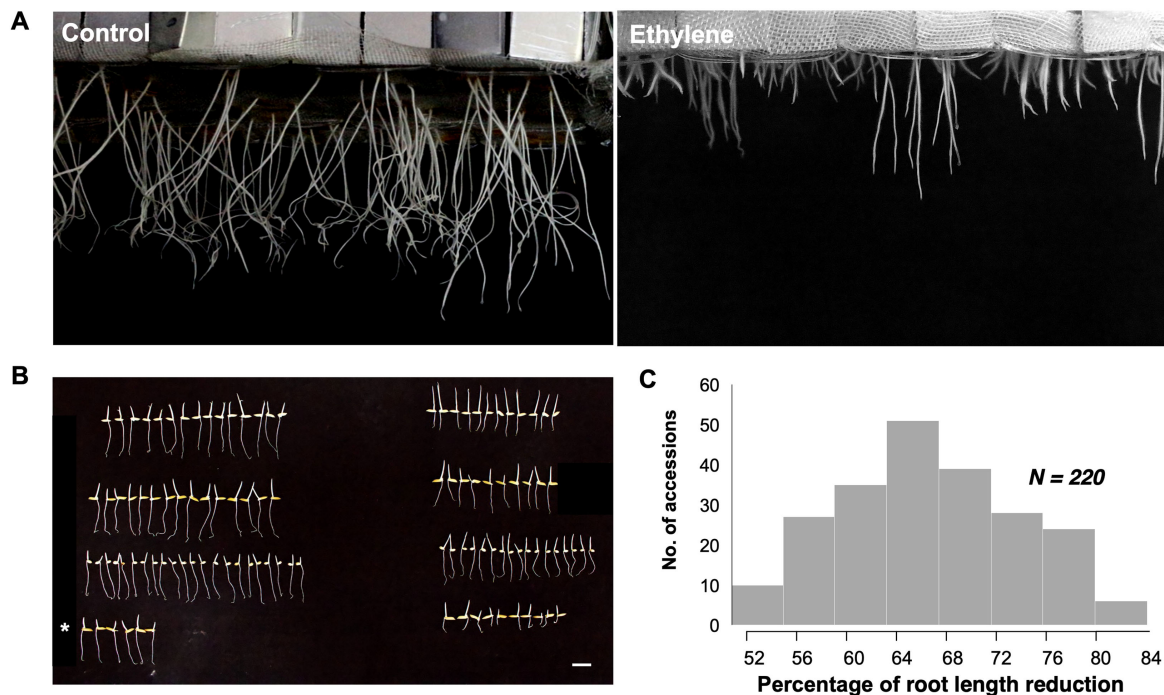 A
Control
Ethylene
B
*
C
60
50
40
30
20
10
0
No. of accessions
N = 220
52 56 60 64 68 72 76 80 84
Percentage of root length reduction